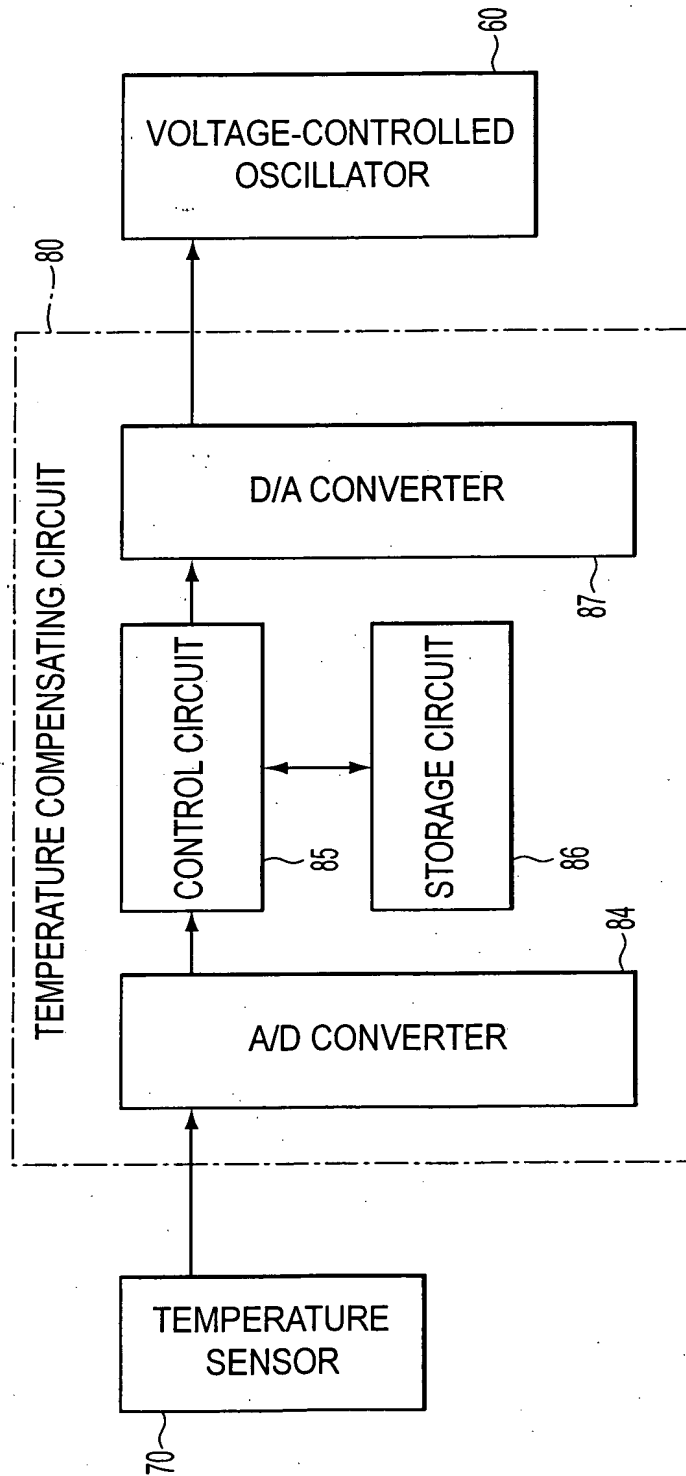 TEMPERATURE COMPENSATING CIRCUIT
80
TEMPERATURE
SENSOR
70
A/D CONVERTER
84
CONTROL CIRCUIT
85
STORAGE CIRCUIT
86
D/A CONVERTER
87
VOLTAGE-CONTROLLED
OSCILLATOR
60